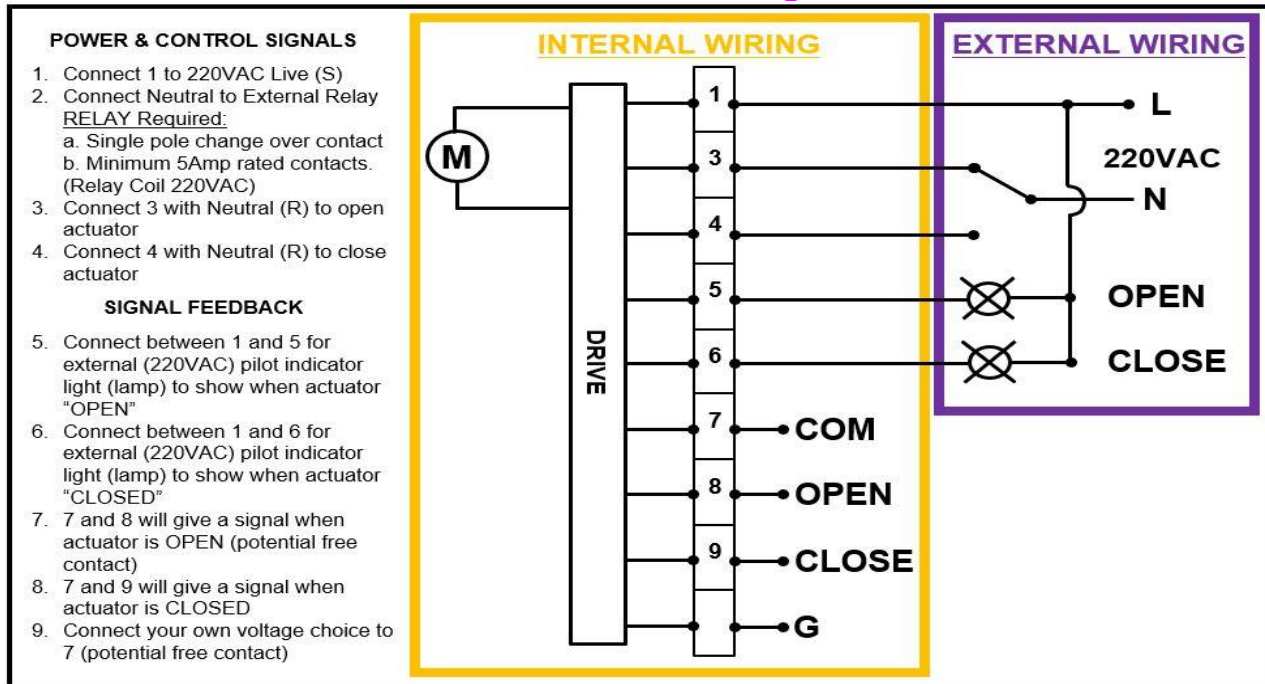 POWER & CONTROL SIGNALS
1. Connect 1 to 220VAC Live (S)
2. Connect Neutral to External Relay
RELAY Required:
a. Single pole change over contact
b. Minimum 5Amp rated contacts.
(Relay Coil 220VAC)
3. Connect 3 with Neutral (R) to open
actuator
4. Connect 4 with Neutral (R) to close
actuator
SIGNAL FEEDBACK
5. Connect between 1 and 5 for
external (220VAC) pilot indicator
light (lamp) to show when actuator
“OPEN”
6. Connect between 1 and 6 for
external (220VAC) pilot indicator
light (lamp) to show when actuator
“CLOSED”
7. 7 and 8 will give a signal when
actuator is OPEN (potential free
contact)
8. 7 and 9 will give a signal when
actuator is CLOSED
9. Connect your own voltage choice to
7 (potential free contact)
INTERNAL WIRING
M
DRIVE
1
3
4
5
6
7
COM
8
OPEN
9
CLOSE
G
EXTERNAL WIRING
L
220VAC
N
OPEN
CLOSE